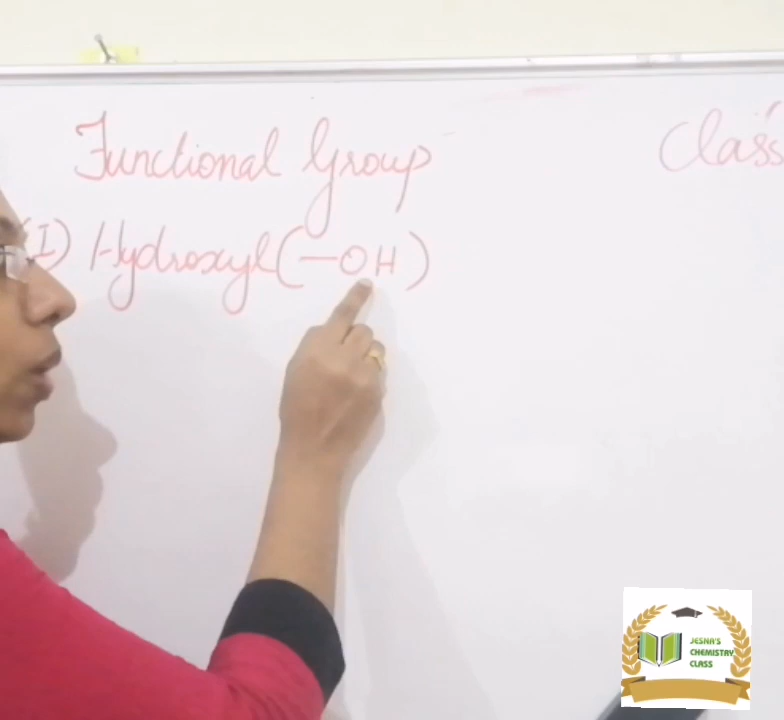 Functional Group
Class
(I) Hydroxyl (-OH)
JESNA'S
CHEMISTRY
CLASS